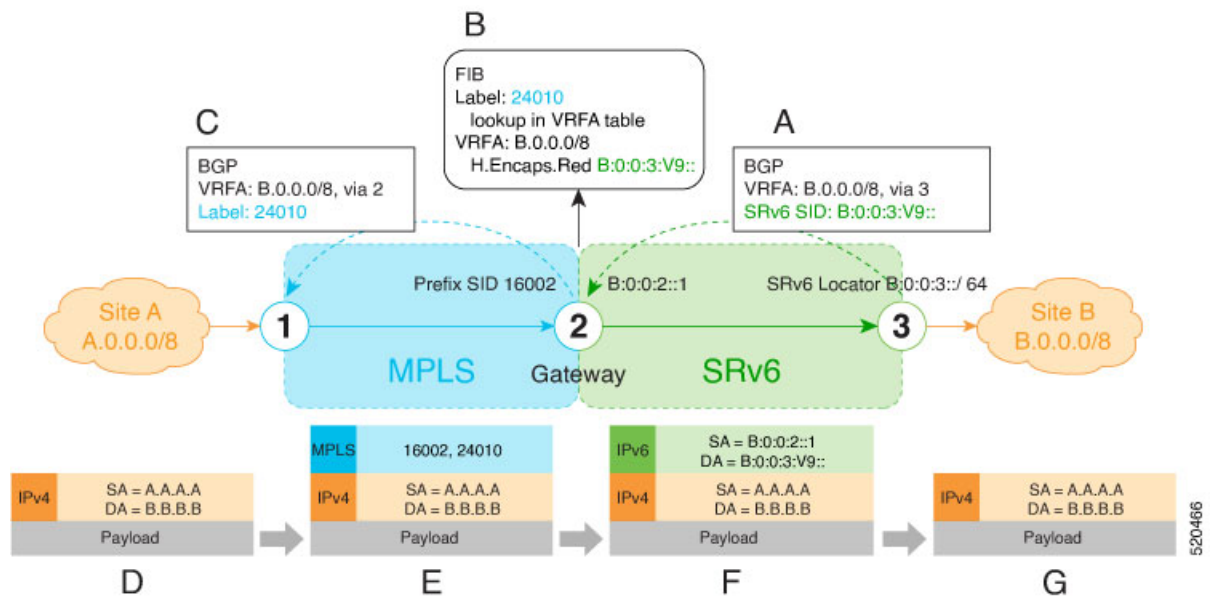 B
FIB
Label: 24010
lookup in VRFA table
VRFA: B.0.0.0/8
H.Encaps.Red B:0:0:3:V9::
C
BGP
VRFA: B.0.0.0/8, via 2
Label: 24010
A
BGP
VRFA: B.0.0.0/8, via 3
SRv6 SID: B:0:0:3:V9::
Prefix SID 16002
B:0:0:2::1
SRv6 Locator B:0:0:3::/ 64
Site A
A.0.0.0/8
1
2
3
Site B
B.0.0.0/8
MPLS
Gateway
SRv6
IPv4
SA = A.A.A.A
DA = B.B.B.B
Payload
D
MPLS
16002, 24010
IPv4
SA = A.A.A.A
DA = B.B.B.B
Payload
E
IPv6
SA = B:0:0:2::1
DA = B:0:0:3:V9::
IPv4
SA = A.A.A.A
DA = B.B.B.B
Payload
F
IPv4
SA = A.A.A.A
DA = B.B.B.B
Payload
G
520466